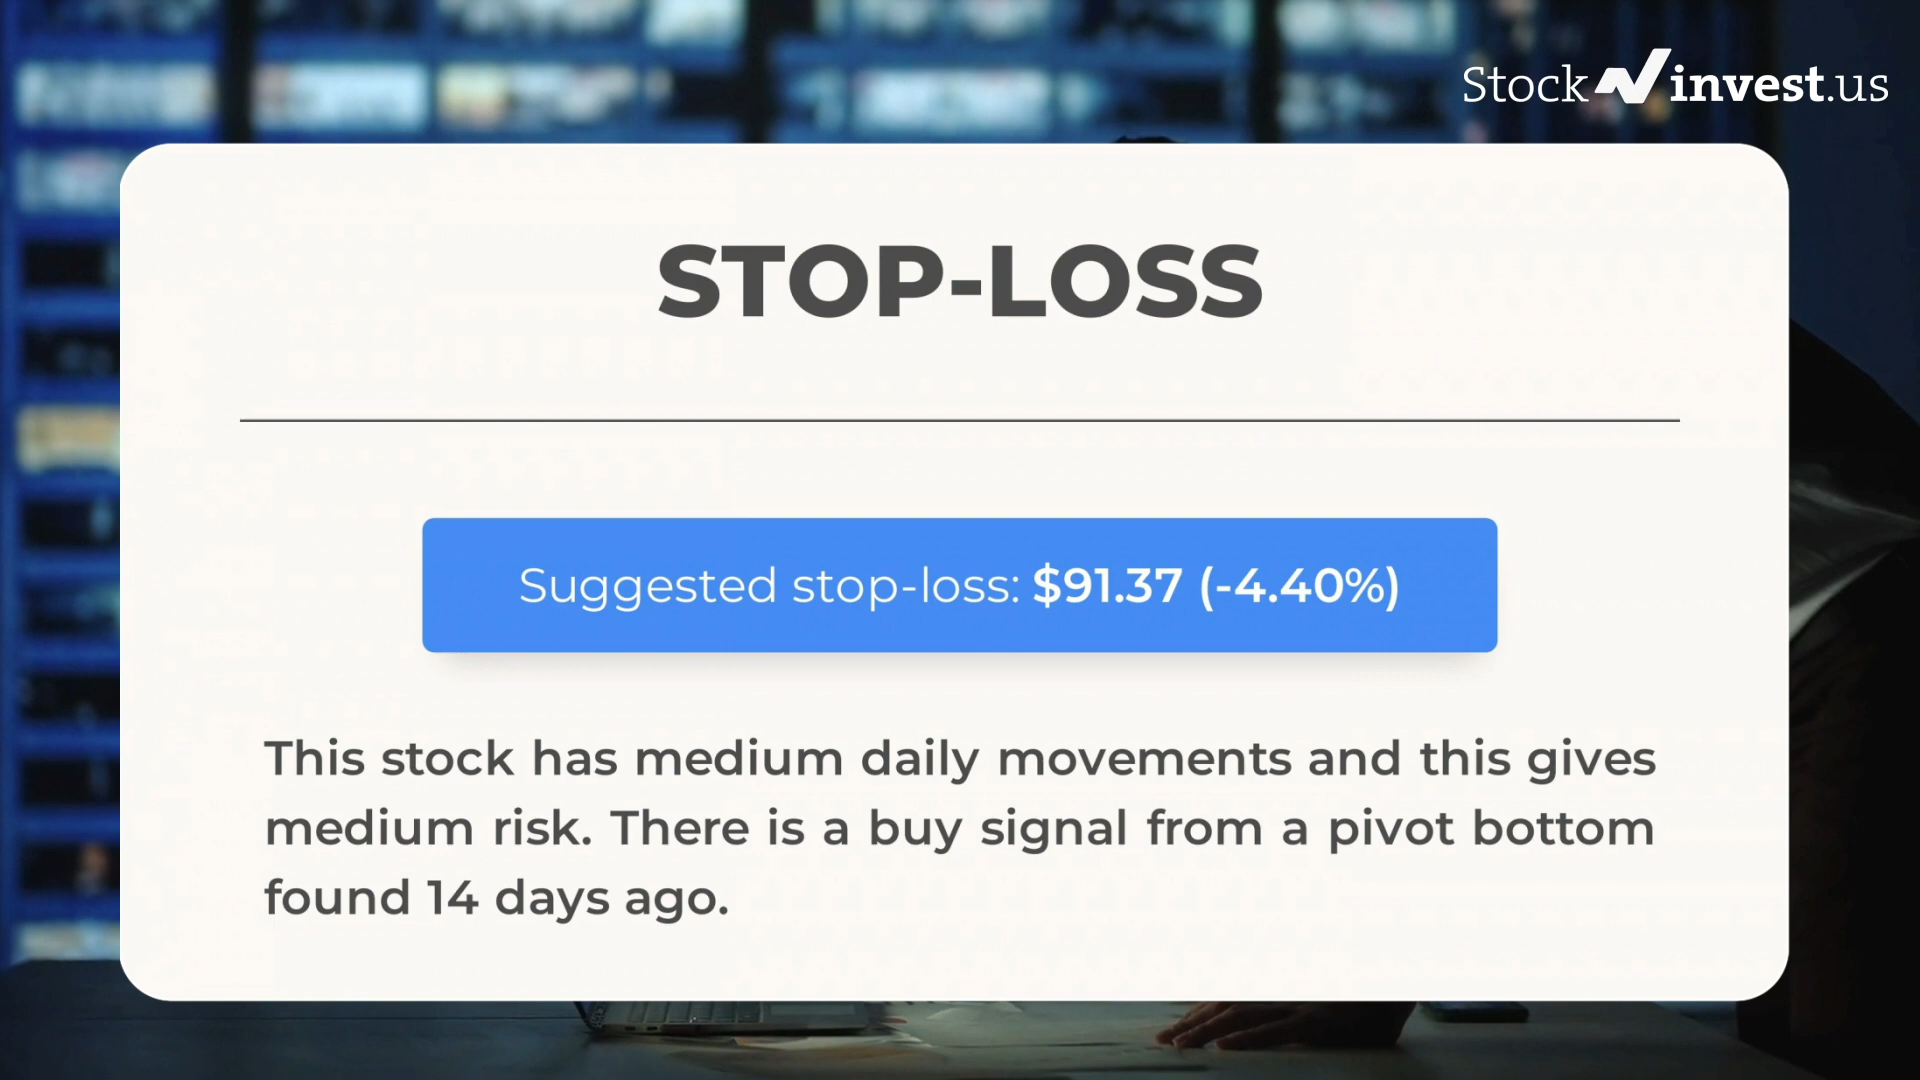 Stock invest.us
STOP-LOSS
Suggested stop-loss: $91.37 (-4.40%)
This stock has medium daily movements and this gives
medium risk. There is a buy signal from a pivot bottom
found 14 days ago.